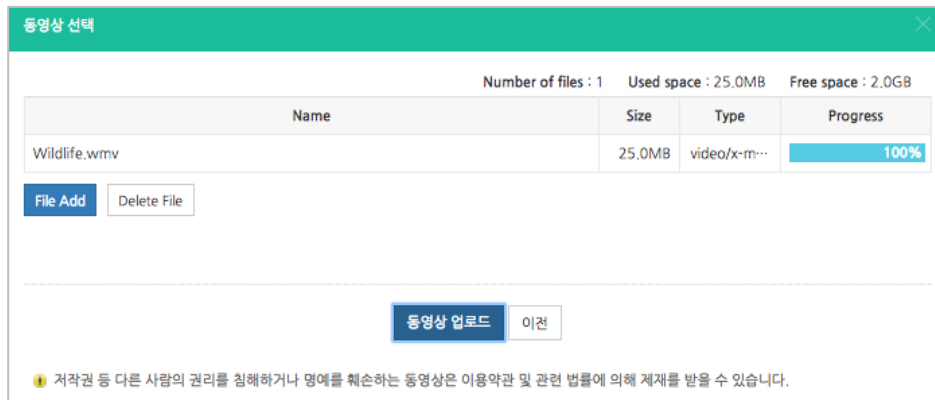 동영상 선택
Number of files : 1 Used space : 25.0MB Free space : 2.0GB
Name Size Type Progress
Wildlife.wmv 25.0MB video/x-m··· 100%
File Add Delete File
동영상 업로드 이전
저작권 등 다른 사람의 권리를 침해하거나 명예를 훼손하는 동영상은 이용약관 및 관련 법률에 의해 제재를 받을 수 있습니다.